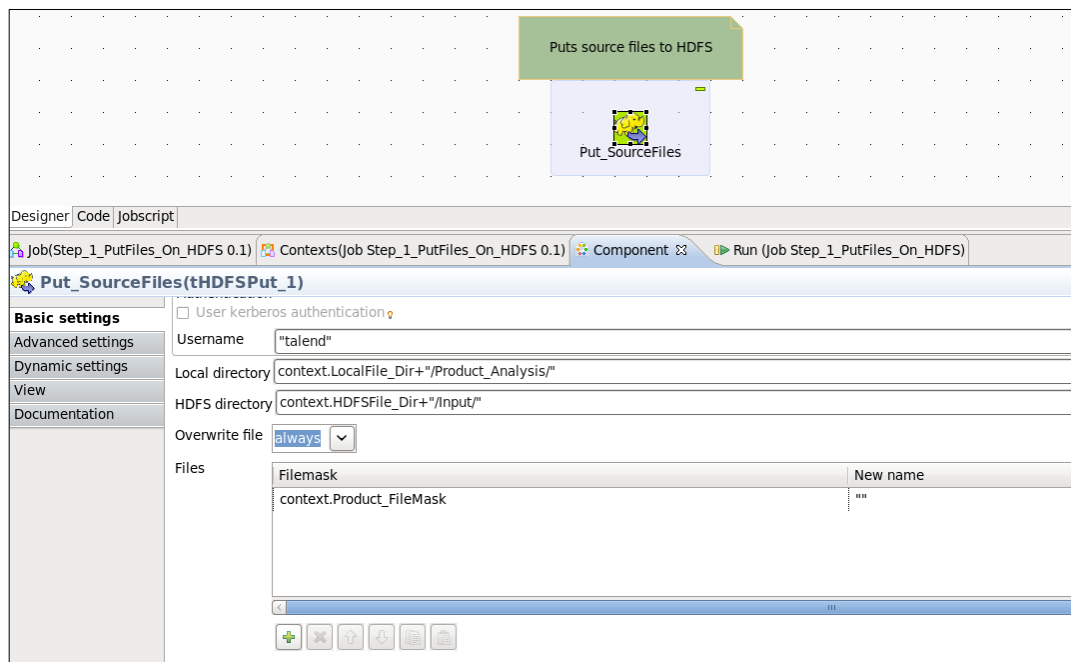 Puts source files to HDFS
Put_SourceFiles
Designer Code Jobscript
Job(Step_1_PutFiles_On_HDFS 0.1) Contexts(Job Step_1_PutFiles_On_HDFS 0.1) Component Run (Job Step_1_PutFiles_On_HDFS)
Put_SourceFiles(tHDFSPut_1)
Basic settings
Advanced settings
Dynamic settings
View
Documentation
Authentication
User kerberos authentication
Username "talend"
Local directory context.LocalFile_Dir+"/Product_Analysis/"
HDFS directory context.HDFSFile_Dir+"/Input/"
Overwrite file always
Files
Filemask New name
context.Product_FileMask ""